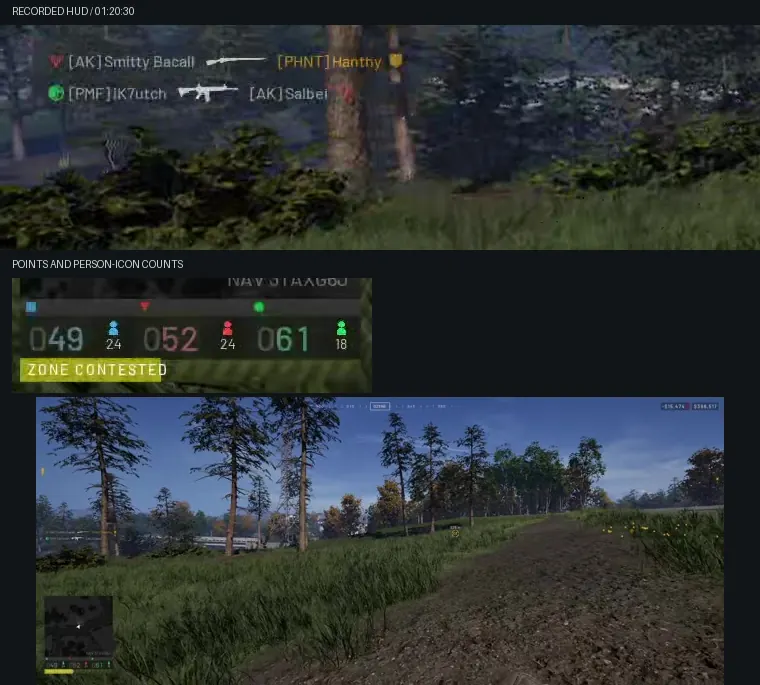 RECORDED HUD / 01:20:30
[AK] Smitty Bacall [PHNT] Hanthy
[PMF] iK7utch [AK] Salbei
POINTS AND PERSON-ICON COUNTS
049 24 052 24 061 18
ZONE CONTESTED